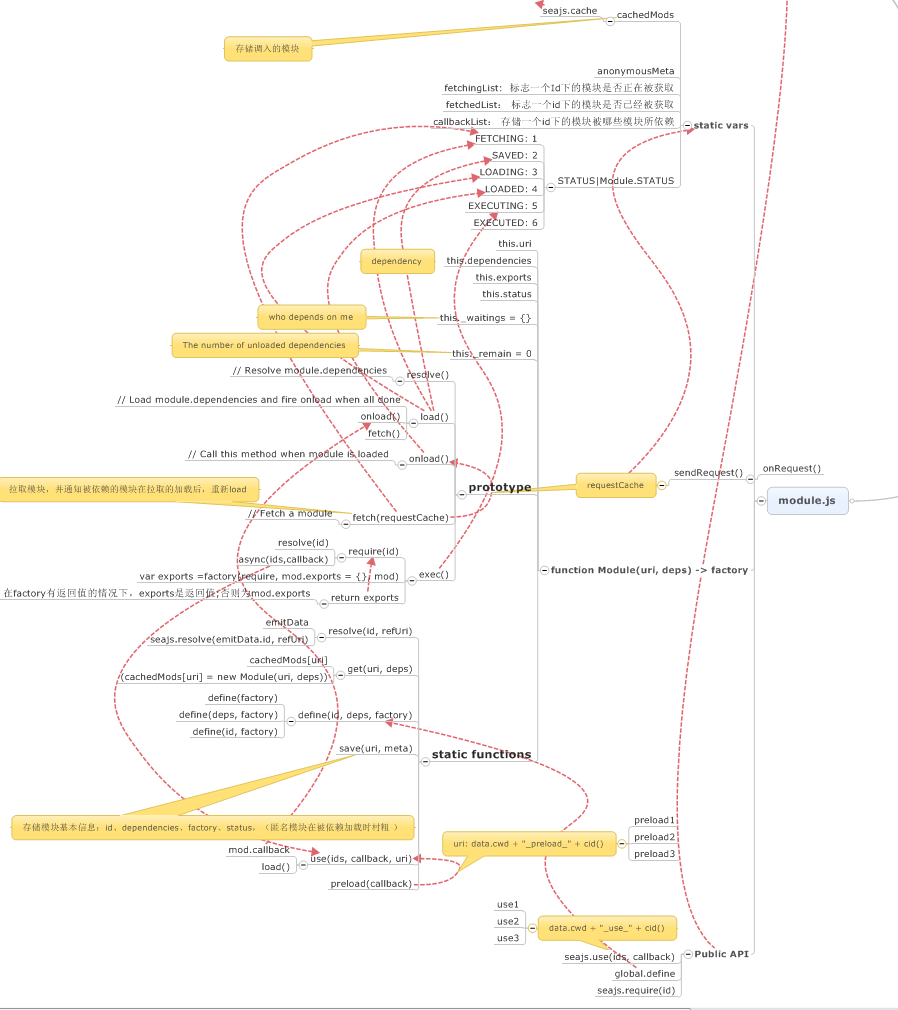 seajs.cache
cachedMods
存储调入的模块
anonymousMeta
fetchingList: 标志一个Id下的模块是否正在被获取
fetchedList: 标志一个id下的模块是否已经被获取
callbackList: 存储一个id下的模块被哪些模块所依赖
static vars
FETCHING: 1
SAVED: 2
LOADING: 3
LOADED: 4
EXECUTING: 5
EXECUTED: 6
STATUS|Module.STATUS
this.uri
dependency
this.dependencies
this.exports
this.status
who depends on me
this._waitings = {}
The number of unloaded dependencies
this._remain = 0
// Resolve module.dependencies
resolve()
// Load module.dependencies and fire onload when all done
onload()
load()
fetch()
// Call this method when module is loaded
onload()
prototype
requestCache
sendRequest()
onRequest()
module.js
拉取模块，并通知被依赖的模块在拉取的加载后，重新load
// Fetch a module
fetch(requestCache)
resolve(id)
async(ids,callback)
require(id)
var exports =factory(require, mod.exports = {}, mod)
exec()
在factory有返回值的情况下，exports是返回值,否则为mod.exports
return exports
function Module(uri, deps) -> factory
emitData
seajs.resolve(emitData.id, refUri)
resolve(id, refUri)
cachedMods[uri]
(cachedMods[uri] = new Module(uri, deps))
get(uri, deps)
define(factory)
define(deps, factory)
define(id, factory)
define(id, deps, factory)
save(uri, meta)
static functions
存储模块基本信息：id、dependencies、factory、status，（匿名模块在被依赖加载时村租 ）
mod.callback
load()
use(ids, callback, uri)
preload(callback)
uri: data.cwd + "_preload_" + cid()
preload1
preload2
preload3
use1
use2
use3
data.cwd + "_use_" + cid()
seajs.use(ids, callback)
global.define
seajs.require(id)
Public API